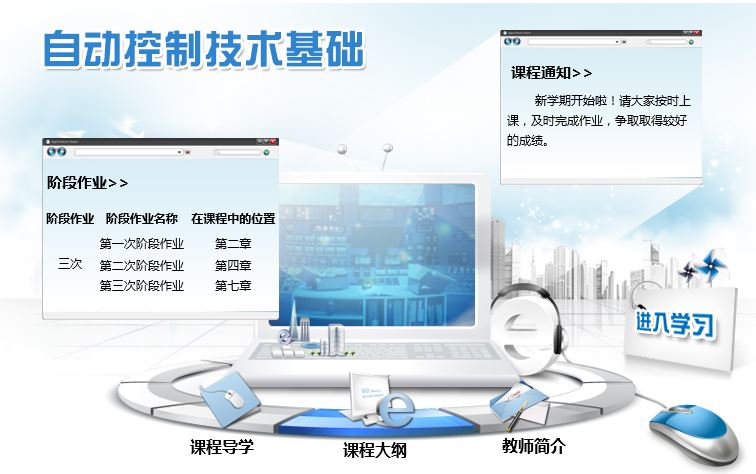 自动控制技术基础
课程通知>>
新学期开始啦！请大家按时上
课，及时完成作业，争取取得较好
的成绩。
阶段作业>>
阶段作业 阶段作业名称 在课程中的位置
第一次阶段作业 第二章
三次
第二次阶段作业 第四章
第三次阶段作业 第七章
进入学习
课程导学
课程大纲
教师简介